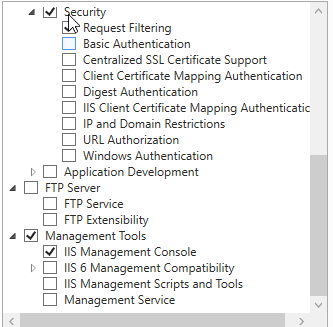 Security
Request Filtering
Basic Authentication
Centralized SSL Certificate Support
Client Certificate Mapping Authentication
Digest Authentication
IIS Client Certificate Mapping Authenticatic
IP and Domain Restrictions
URL Authorization
Windows Authentication
Application Development
FTP Server
FTP Service
FTP Extensibility
Management Tools
IIS Management Console
IIS 6 Management Compatibility
IIS Management Scripts and Tools
Management Service